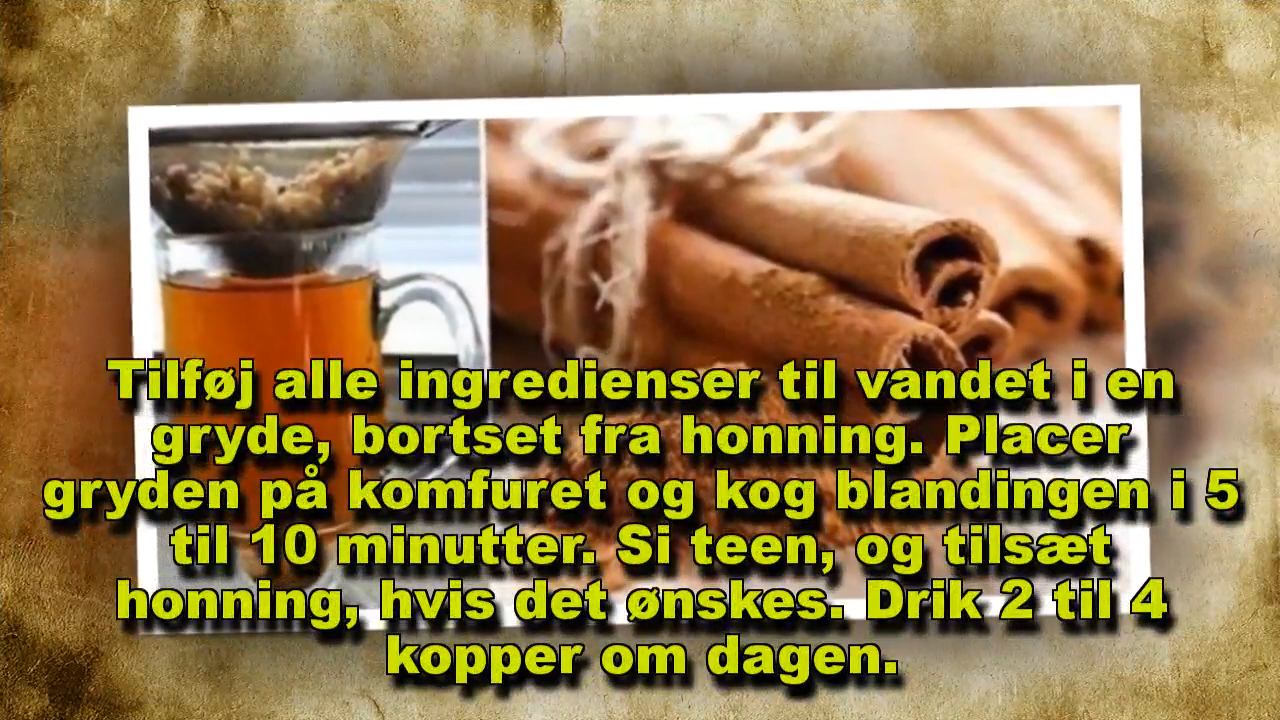 Tilføj alle ingredienser til vandet i en
gryde, bortset fra honning. Placer
gryden på komfuret og kog blandingen i 5
til 10 minutter. Si teen, og tilsæt
honning, hvis det ønskes. Drik 2 til 4
kopper om dagen.